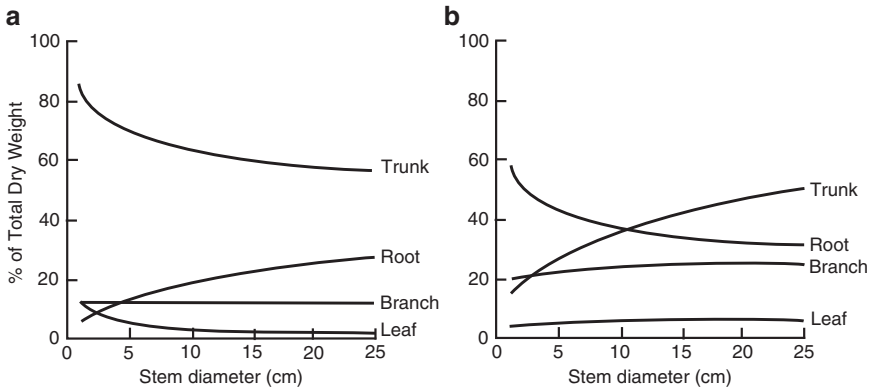 a
100
80
60
40
20
0
% of Total Dry Weight
Trunk
Root
Branch
Leaf
0 5 10 15 20 25
Stem diameter (cm)
b
100
80
60
40
20
0
Trunk
Root
Branch
Leaf
0 5 10 15 20 25
Stem diameter (cm)